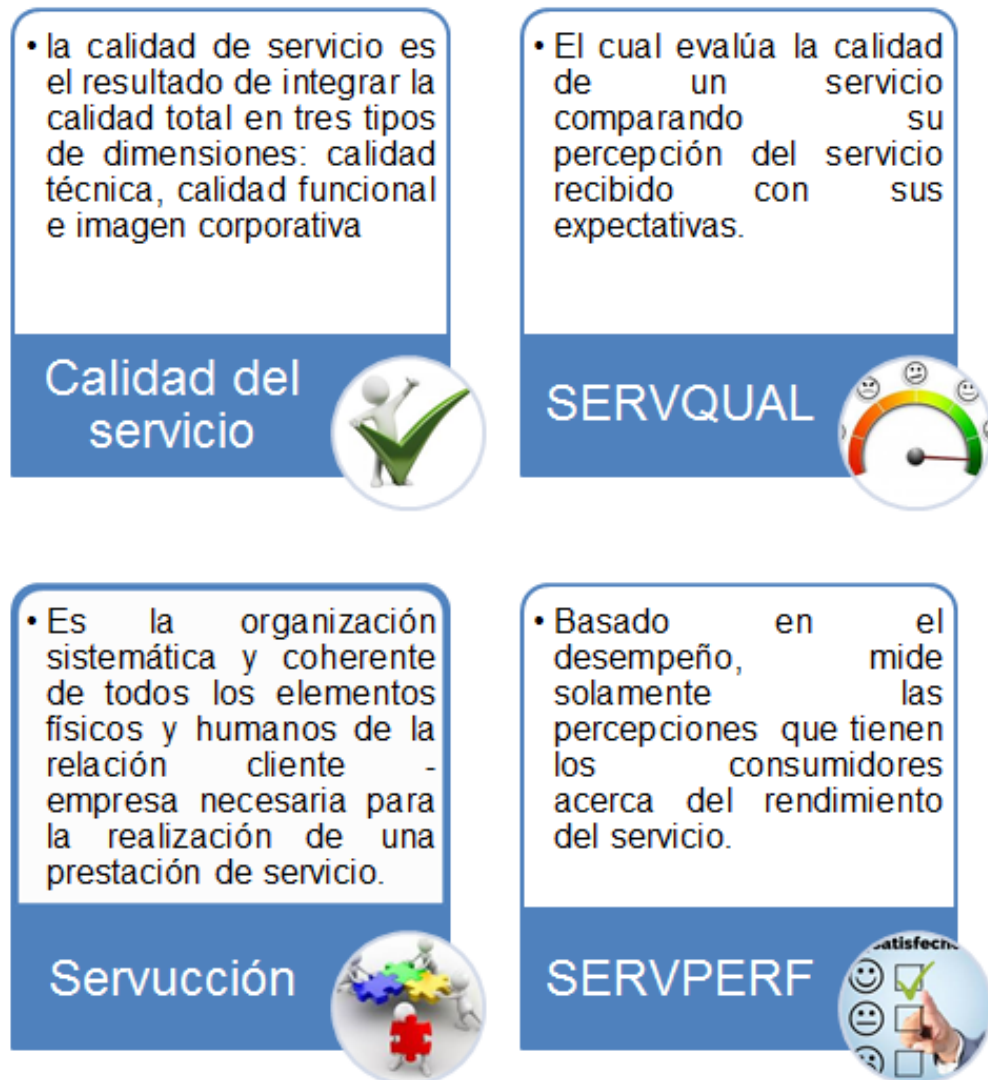 • la calidad de servicio es
el resultado de integrar la
calidad total en tres tipos
de dimensiones: calidad
técnica, calidad funcional
e imagen corporativa
Calidad del
servicio
• El cual evalúa la calidad
de un servicio
comparando su
percepción del servicio
recibido con sus
expectativas.
SERVQUAL
• Es la organización
sistemática y coherente
de todos los elementos
físicos y humanos de la
relación cliente -
empresa necesaria para
la realización de una
prestación de servicio.
Servucción
• Basado en el
desempeño, mide
solamente las
percepciones que tienen
los consumidores
acerca del rendimiento
del servicio.
SERVPERF